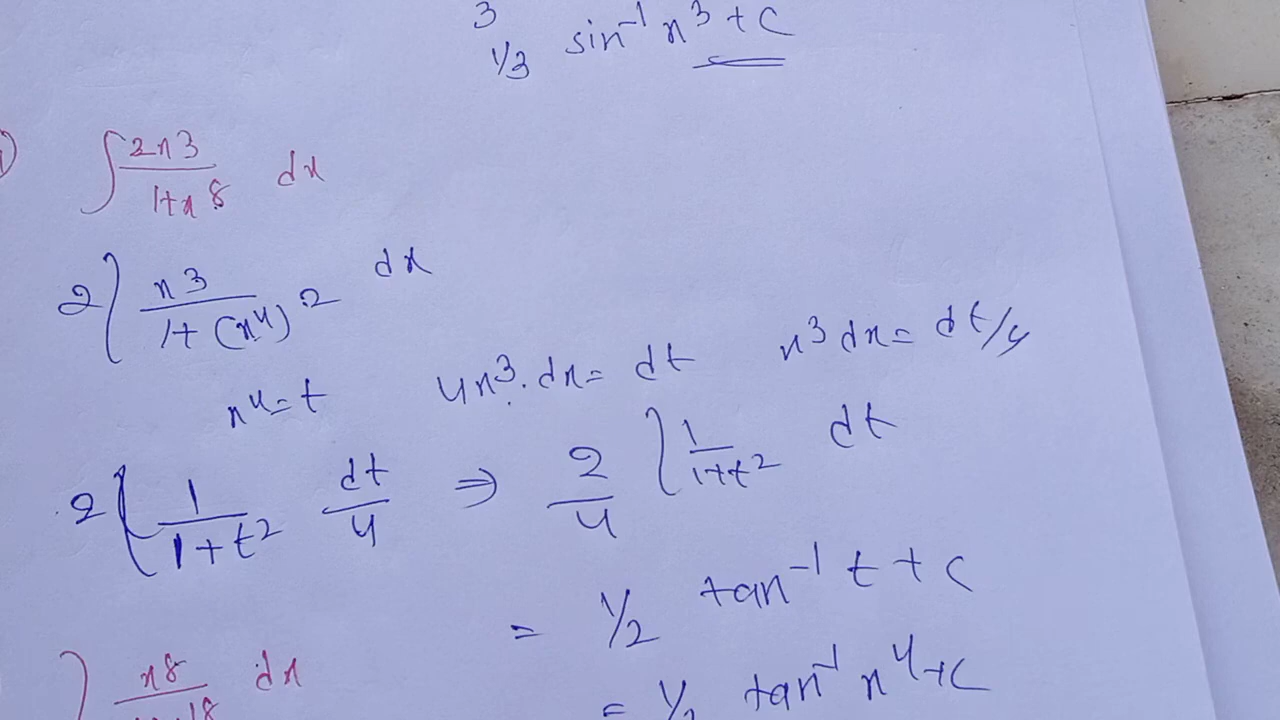 3
1/3 sin⁻¹ x³ + c
∫ 2x3 / 1+x8 dx
2∫ x3 / 1+(x⁴)2 dx
x⁴=t 4x³. dx= dt x³dx= dt/4
2∫ 1 / 1+t² dt/4 ⇒ 2/4 ∫ 1 / 1+t² dt
= 1/2 tan⁻¹ t + c
= 1/2 tan⁻¹ x⁴+c
x8 dx